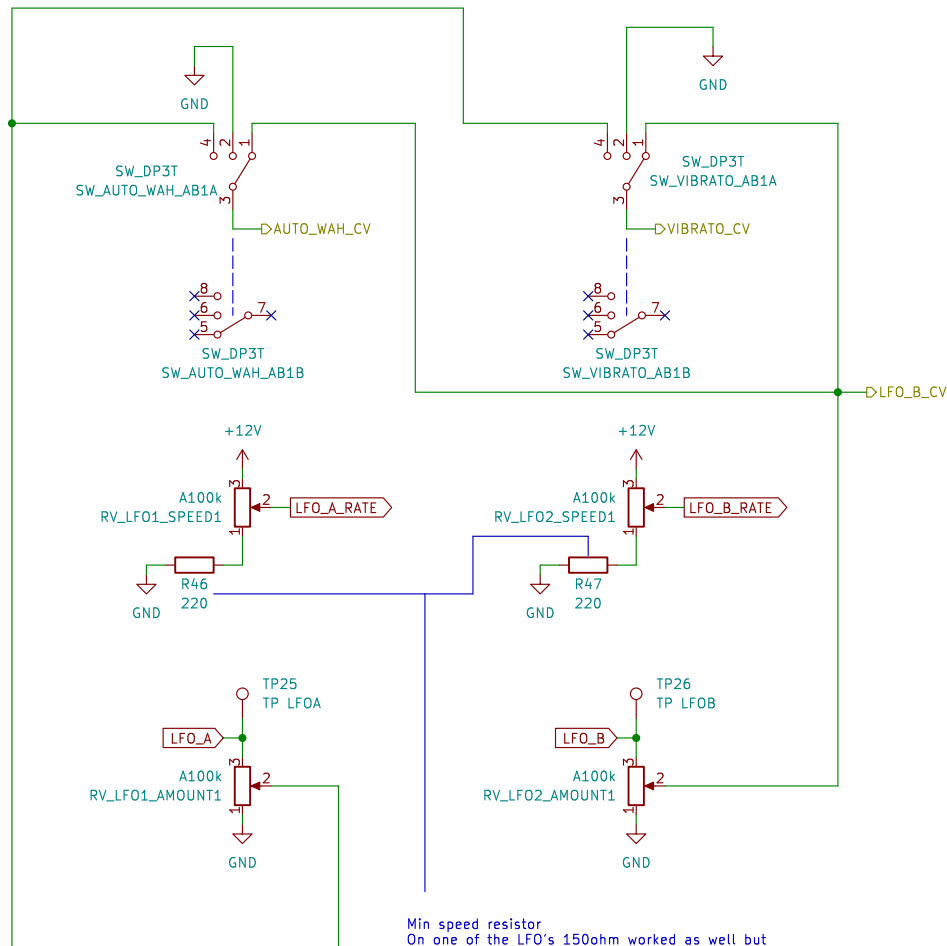 GND
GND
4
2
1
SW_DP3T
SW_AUTO_WAH_AB1A
3
AUTO_WAH_CV
4
2
1
SW_DP3T
SW_VIBRATO_AB1A
3
VIBRATO_CV
8
6
5
7
SW_DP3T
SW_AUTO_WAH_AB1B
8
6
5
7
SW_DP3T
SW_VIBRATO_AB1B
LFO_B_CV
+12V
A100k
RV_LFO1_SPEED1
3
2
1
LFO_A_RATE
R46
220
GND
+12V
A100k
RV_LFO2_SPEED1
3
2
1
LFO_B_RATE
R47
220
GND
TP25
TP LFOA
LFO_A
A100k
RV_LFO1_AMOUNT1
3
2
1
GND
TP26
TP LFOB
LFO_B
A100k
RV_LFO2_AMOUNT1
3
2
1
GND
Min speed resistor
On one of the LFO's 150ohm worked as well but